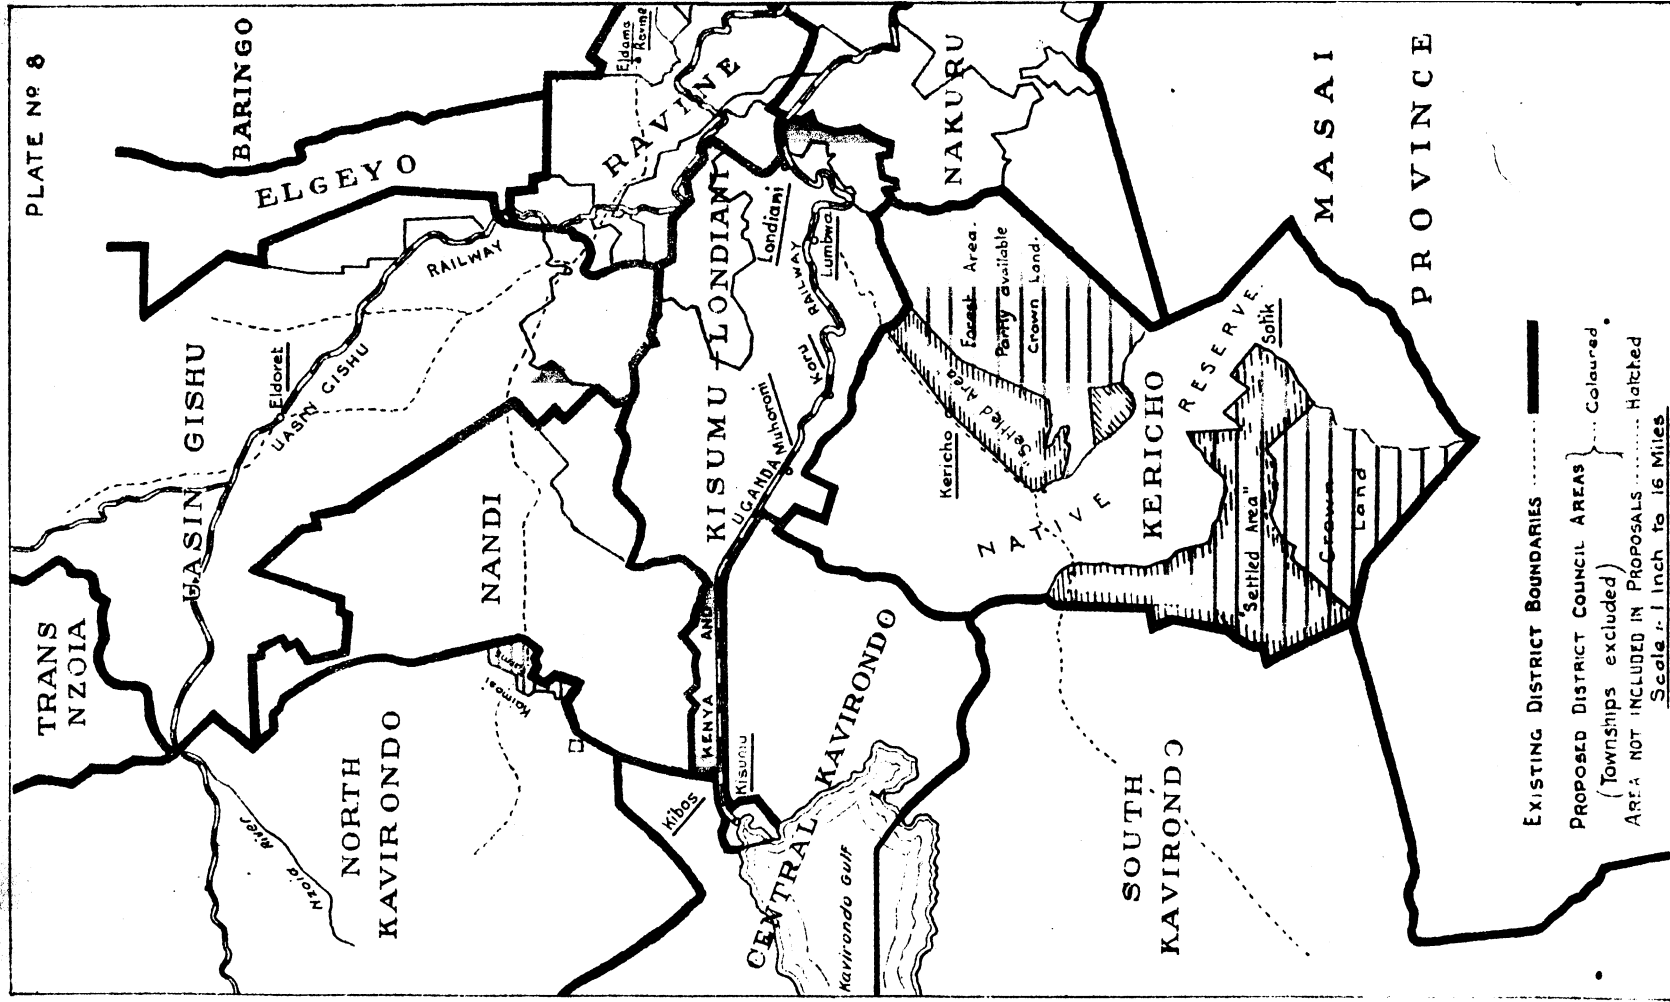 PLATE Nº 8
BARINGO
ELGEYO
Eldama
Ravine
RAVINE
NAKURU
MASAI
PROVINCE
TRANS
NZOIA
UASIN GISHU
Eldoret
RAILWAY
UASIN GISHU
NANDI
KISUMU-LONDIANI
Londiani
Lumbwa
RAILWAY
Koru
Muhoroni
UGANDA
AND
KENYA
Kisumu
Kibos
Kaimosi
Farms
NORTH
KAVIRONDO
Nzoia River
CENTRAL KAVIRONDO
Kavirondo Gulf
SOUTH
KAVIRONDO
KERICHO
Kericho
NATIVE RESERVE
Sotik
Forest Area.
Partly available
Crown Land.
"Settled Area"
Settled Area
"Settled Area"
Crown
Land
EXISTING DISTRICT BOUNDARIES
PROPOSED DISTRICT COUNCIL AREAS
(Townships excluded)
Coloured
AREA NOT INCLUDED IN PROPOSALS Hatched
Scale :- 1 Inch to 16 Miles